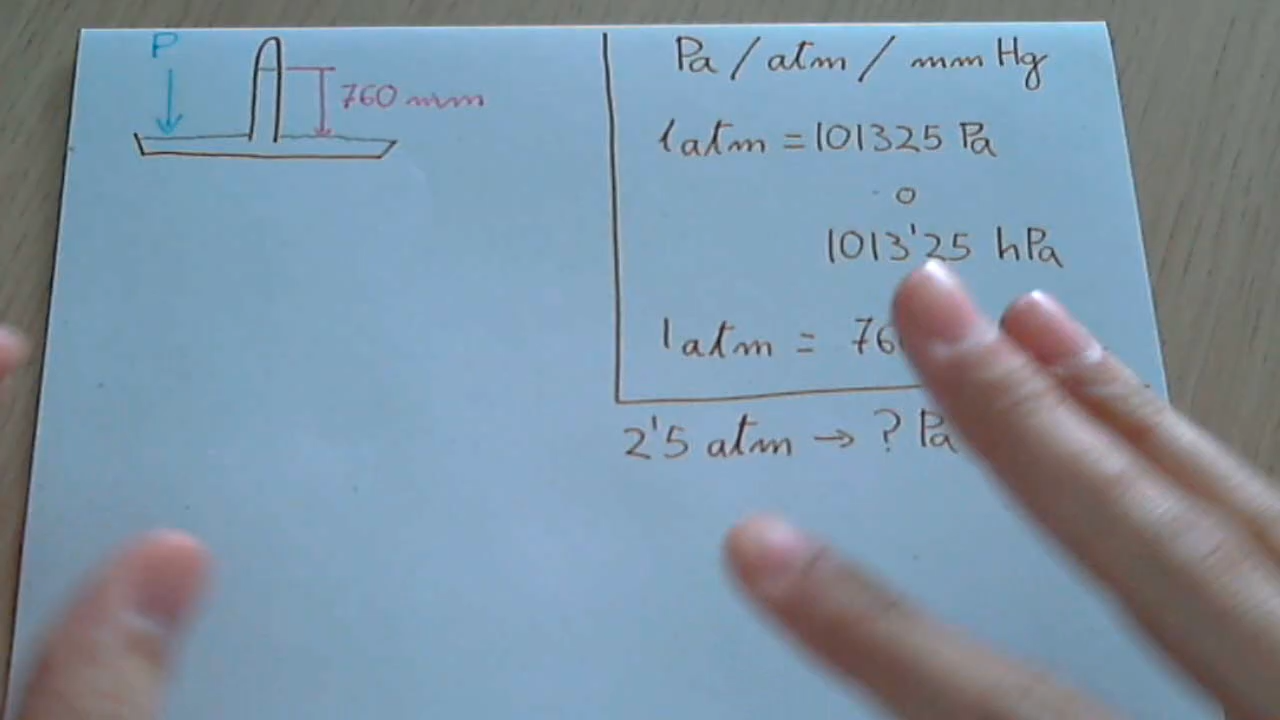 P
760 mm
Pa / atm / mm Hg
1 atm = 101325 Pa
o
1013'25 hPa
1 atm =
2'5 atm → ? Pa